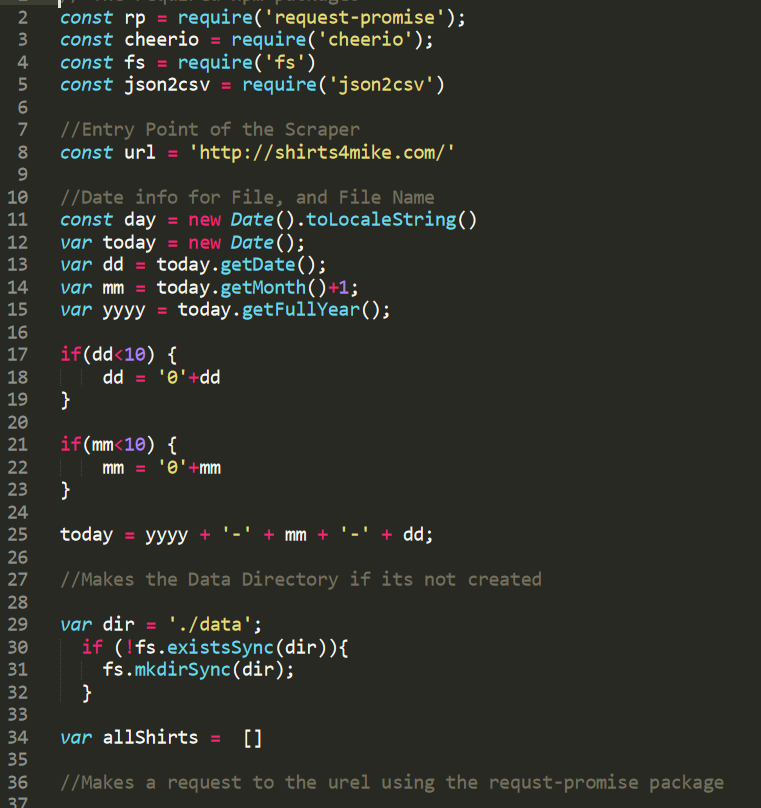 2 const rp = require('request-promise');
3 const cheerio = require('cheerio');
4 const fs = require('fs')
5 const json2csv = require('json2csv')
6
7 //Entry Point of the Scraper
8 const url = 'http://shirts4mike.com/'
9
10 //Date info for File, and File Name
11 const day = new Date().toLocaleString()
12 var today = new Date();
13 var dd = today.getDate();
14 var mm = today.getMonth()+1;
15 var yyyy = today.getFullYear();
16
17 if(dd<10) {
18 dd = '0'+dd
19 }
20
21 if(mm<10) {
22 mm = '0'+mm
23 }
24
25 today = yyyy + '-' + mm + '-' + dd;
26
27 //Makes the Data Directory if its not created
28
29 var dir = './data';
30 if (!fs.existsSync(dir)){
31 fs.mkdirSync(dir);
32 }
33
34 var allShirts = []
35
36 //Makes a request to the urel using the requst-promise package
37